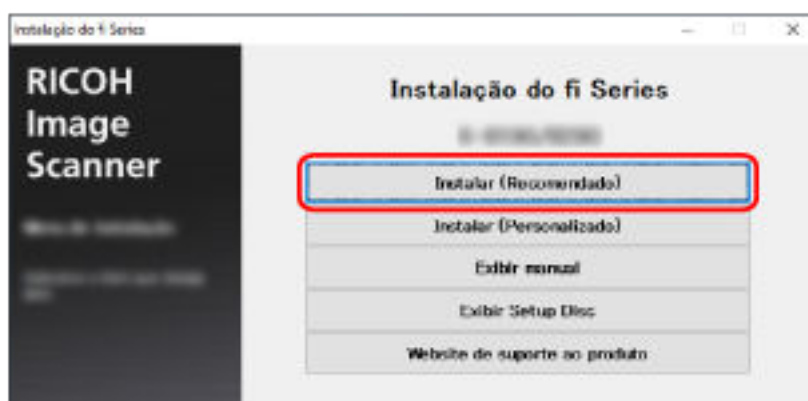 Instalação do fi Series
RICOH
Image
Scanner
Instalação do fi Series
Instalar (Recomendado)
Instalar (Personalizado)
Exibir manual
Exibir Setup Disc
Website de suporte ao produto